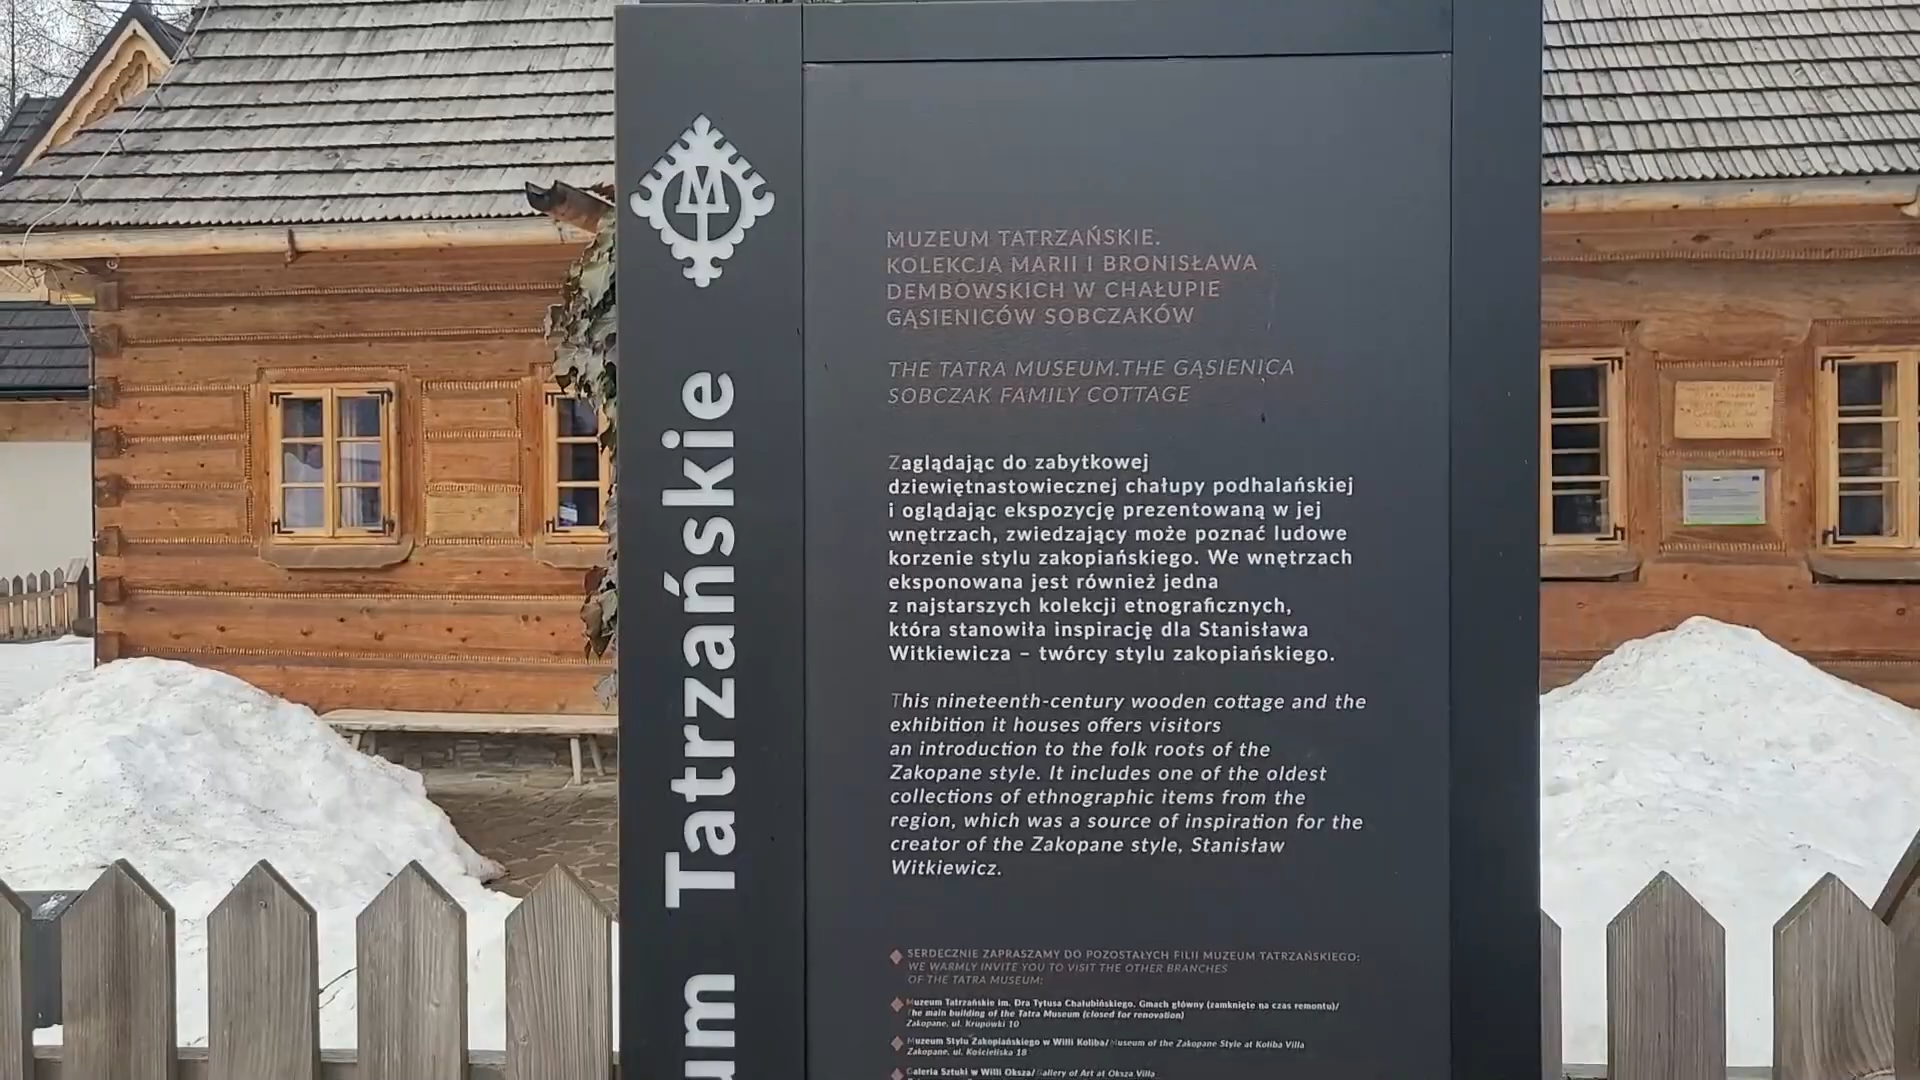 um Tatrzańskie
MUZEUM TATRZAŃSKIE.
KOLEKCJA MARII I BRONISŁAWA
DEMBOWSKICH W CHAŁUPIE
GĄSIENICÓW SOBCZAKÓW
THE TATRA MUSEUM.THE GĄSIENICA
SOBCZAK FAMILY COTTAGE
Zaglądając do zabytkowej
dziewiętnastowiecznej chałupy podhalańskiej
i oglądając ekspozycję prezentowaną w jej
wnętrzach, zwiedzający może poznać ludowe
korzenie stylu zakopiańskiego. We wnętrzach
eksponowana jest również jedna
z najstarszych kolekcji etnograficznych,
która stanowiła inspirację dla Stanisława
Witkiewicza – twórcy stylu zakopiańskiego.
This nineteenth-century wooden cottage and the
exhibition it houses offers visitors
an introduction to the folk roots of the
Zakopane style. It includes one of the oldest
collections of ethnographic items from the
region, which was a source of inspiration for the
creator of the Zakopane style, Stanisław
Witkiewicz.
SERDECZNIE ZAPRASZAMY DO POZOSTAŁYCH FILII MUZEUM TATRZAŃSKIEGO:
WE WARMLY INVITE YOU TO VISIT THE OTHER BRANCHES
OF THE TATRA MUSEUM:
Muzeum Tatrzańskie im. Dra Tytusa Chałubińskiego. Gmach główny (zamknięte na czas remontu)/
The main building of the Tatra Museum (closed for renovation)
Zakopane, ul. Krupówki 10
Muzeum Stylu Zakopiańskiego w Willi Koliba/ Museum of the Zakopane Style at Koliba Villa
Zakopane, ul. Kościeliska 18
Galeria Sztuki w Willi Oksza/ Gallery of Art at Oksza Villa